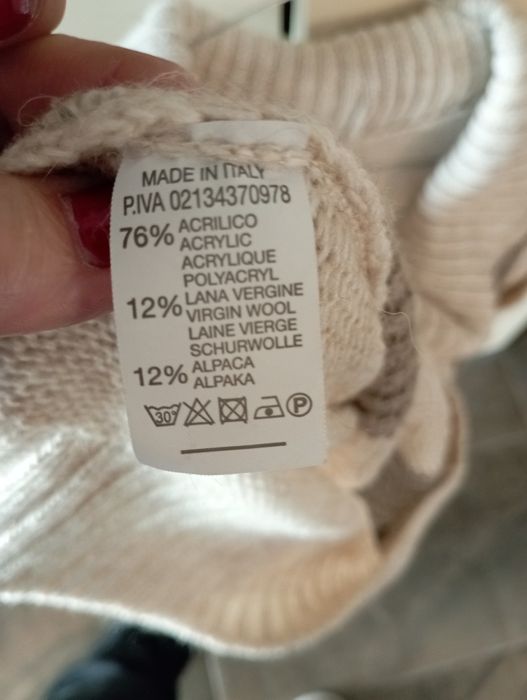 MADE IN ITALY
P.IVA 02134370978
76% ACRILICO
ACRYLIC
ACRYLIQUE
POLYACRYL
12% LANA VERGINE
VIRGIN WOOL
LAINE VIERGE
SCHURWOLLE
12% ALPACA
ALPAKA
30° P